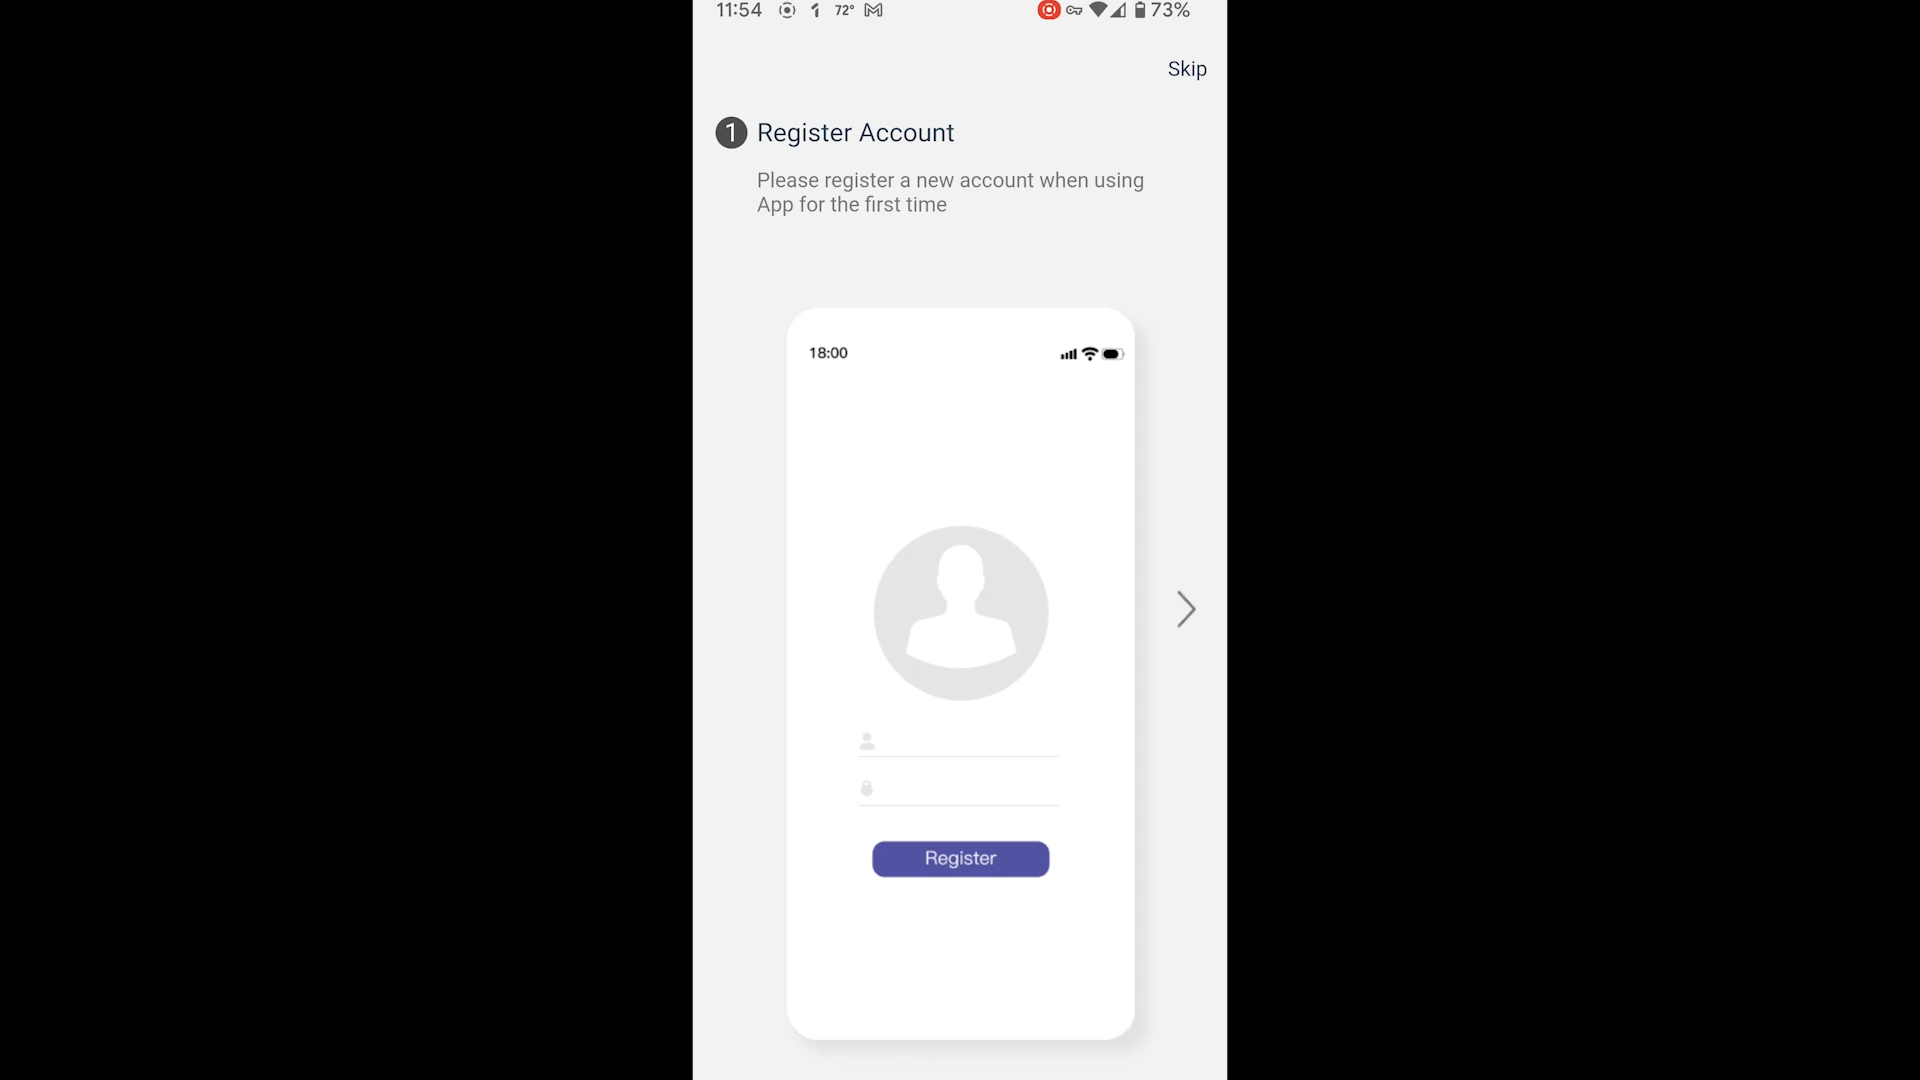 11:54 72° 73%
Skip
1 Register Account
Please register a new account when using
App for the first time
18:00
Register